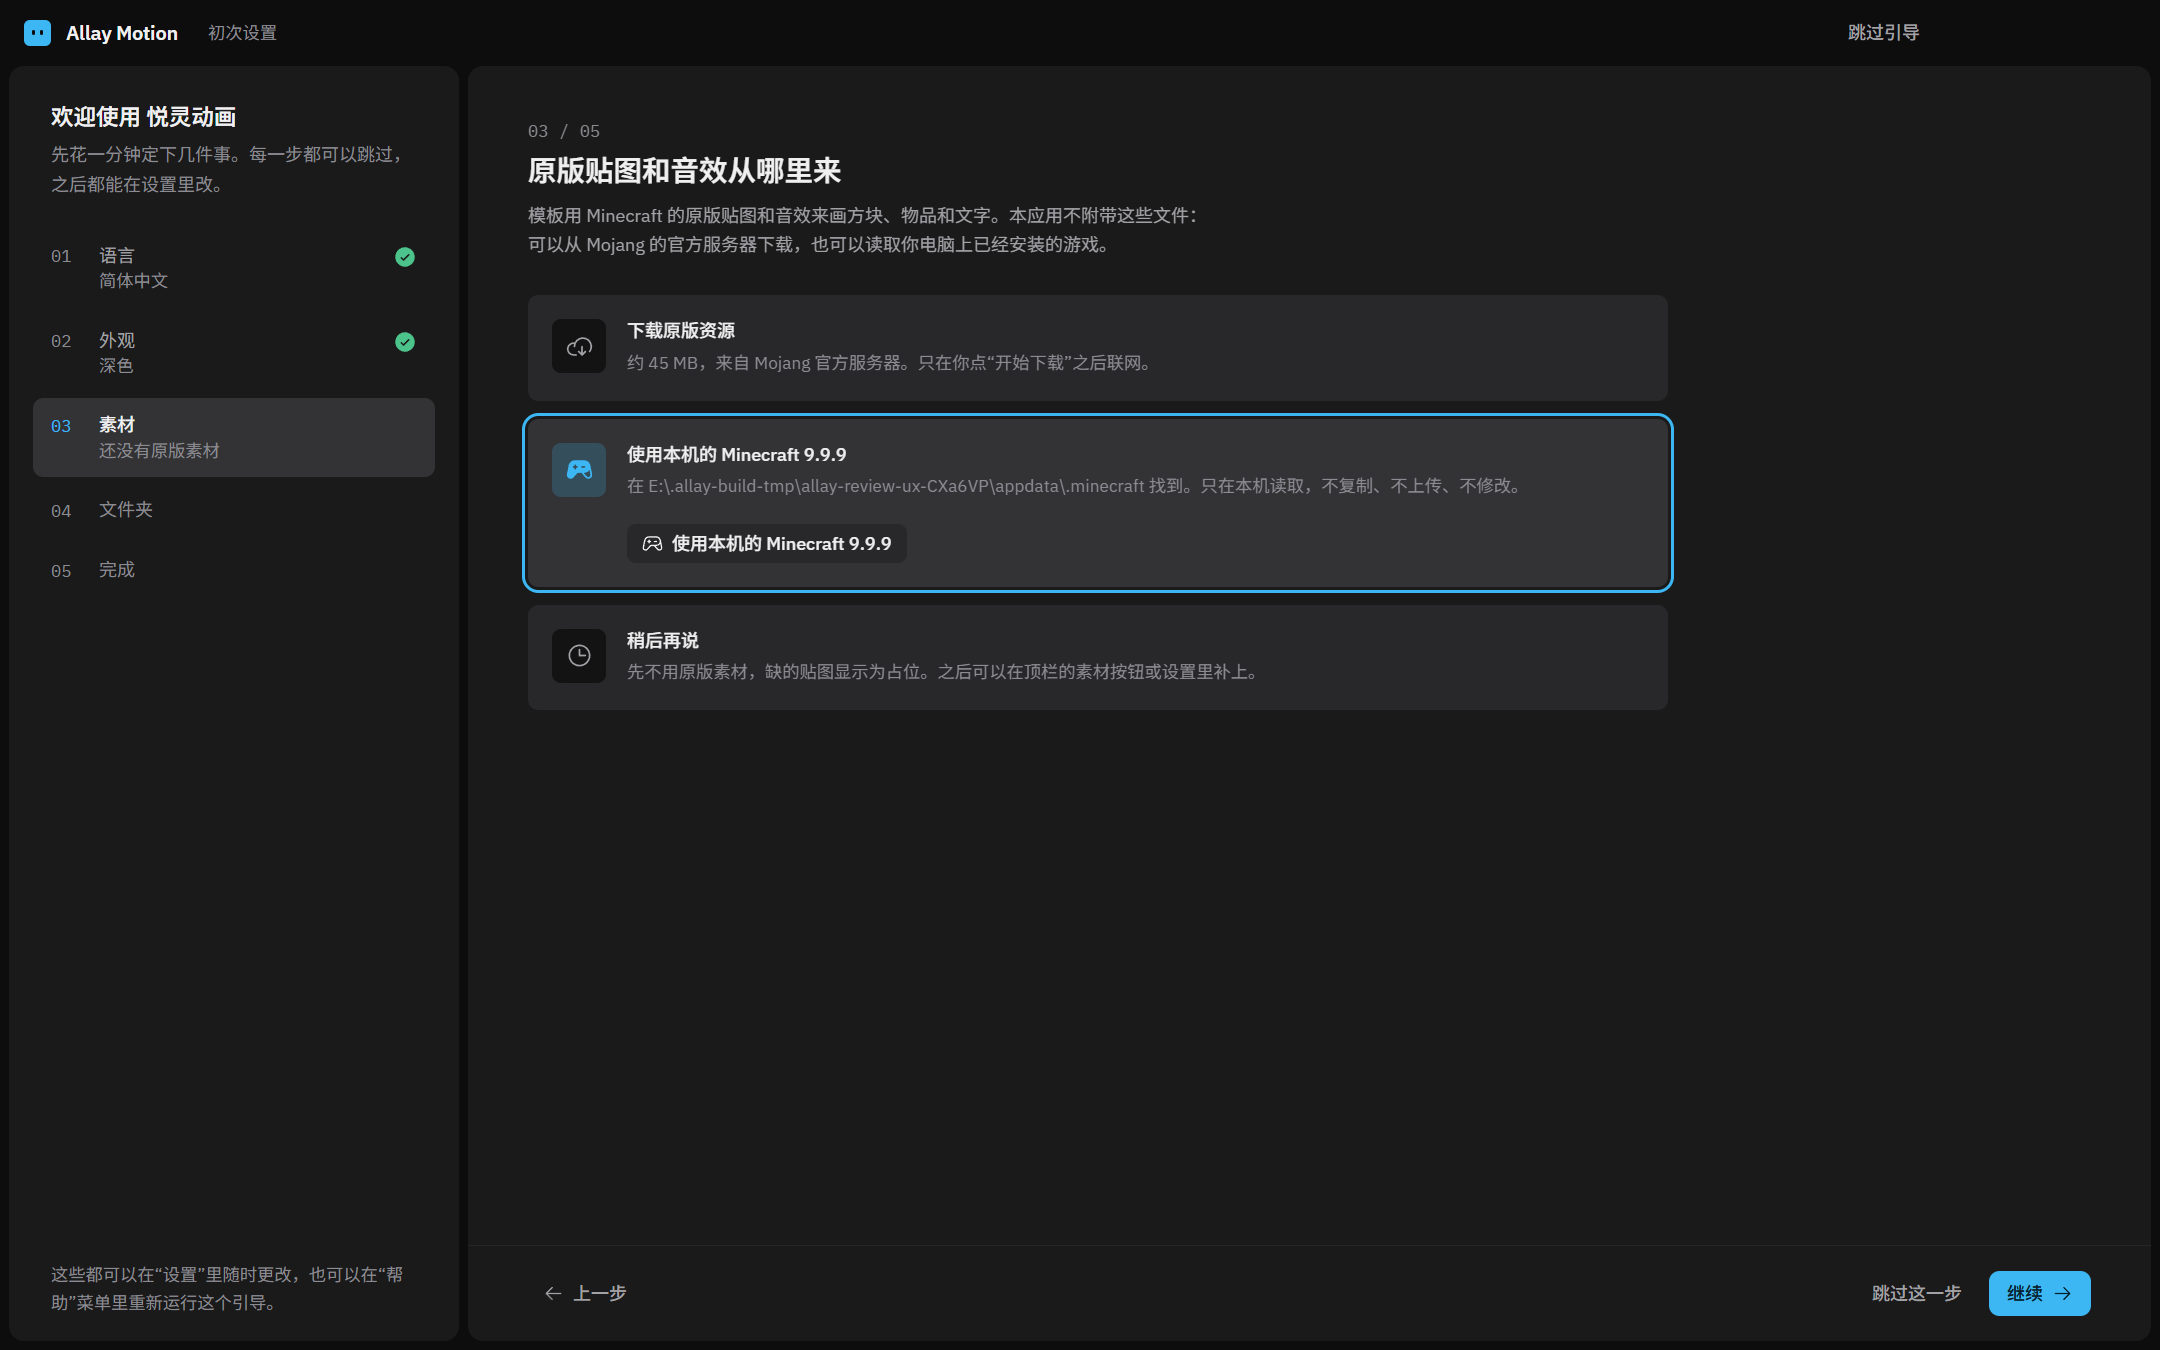 Allay Motion 初次设置 跳过引导
欢迎使用 悦灵动画
先花一分钟定下几件事。每一步都可以跳过，
之后都能在设置里改。
01 语言
简体中文
02 外观
深色
03 素材
还没有原版素材
04 文件夹
05 完成
这些都可以在“设置”里随时更改，也可以在“帮
助”菜单里重新运行这个引导。
03 / 05
原版贴图和音效从哪里来
模板用 Minecraft 的原版贴图和音效来画方块、物品和文字。本应用不附带这些文件：
可以从 Mojang 的官方服务器下载，也可以读取你电脑上已经安装的游戏。
下载原版资源
约 45 MB，来自 Mojang 官方服务器。只在你点“开始下载”之后联网。
使用本机的 Minecraft 9.9.9
在 E:\.allay-build-tmp\allay-review-ux-CXa6VP\appdata\.minecraft 找到。只在本机读取，不复制、不上传、不修改。
使用本机的 Minecraft 9.9.9
稍后再说
先不用原版素材，缺的贴图显示为占位。之后可以在顶栏的素材按钮或设置里补上。
上一步 跳过这一步 继续